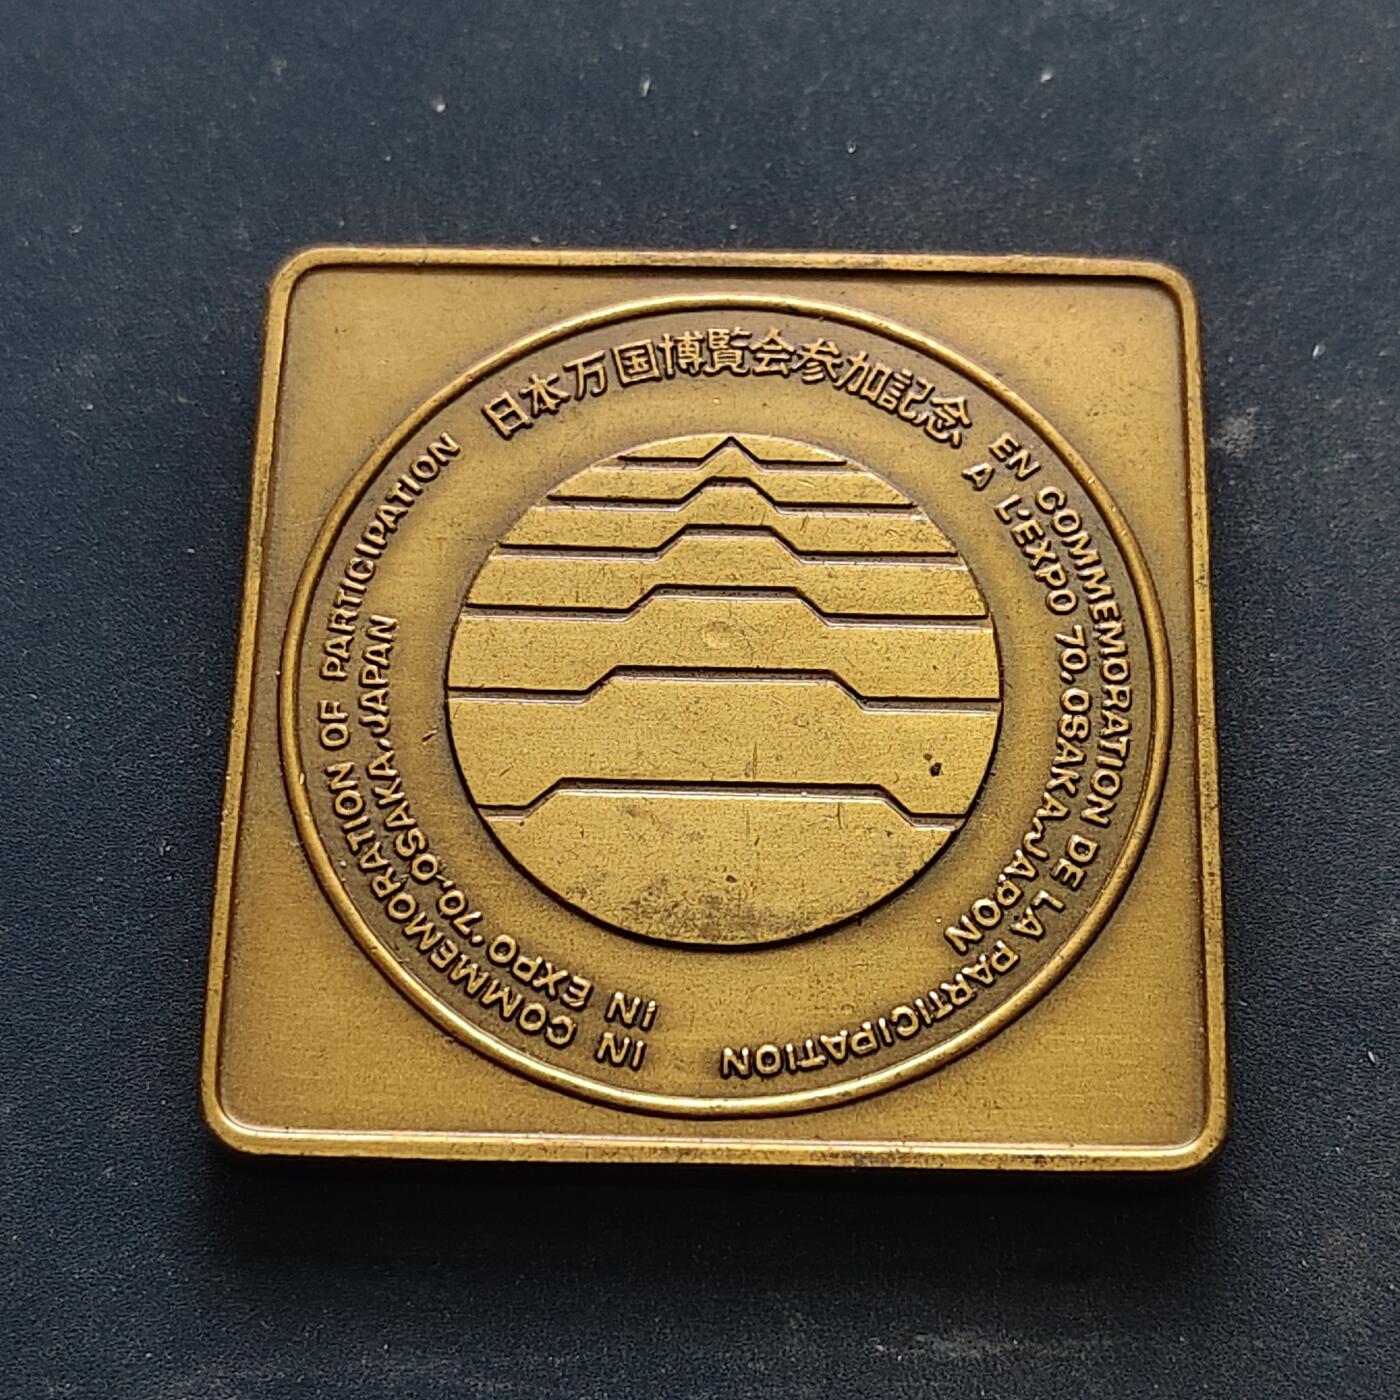 日本万国博覧会参加記念
EN COMMEMORATION DE LA PARTICIPATION
A L'EXPO 70, OSAKA, JAPON
IN COMMEMORATION OF PARTICIPATION
IN EXPO '70, OSAKA, JAPAN